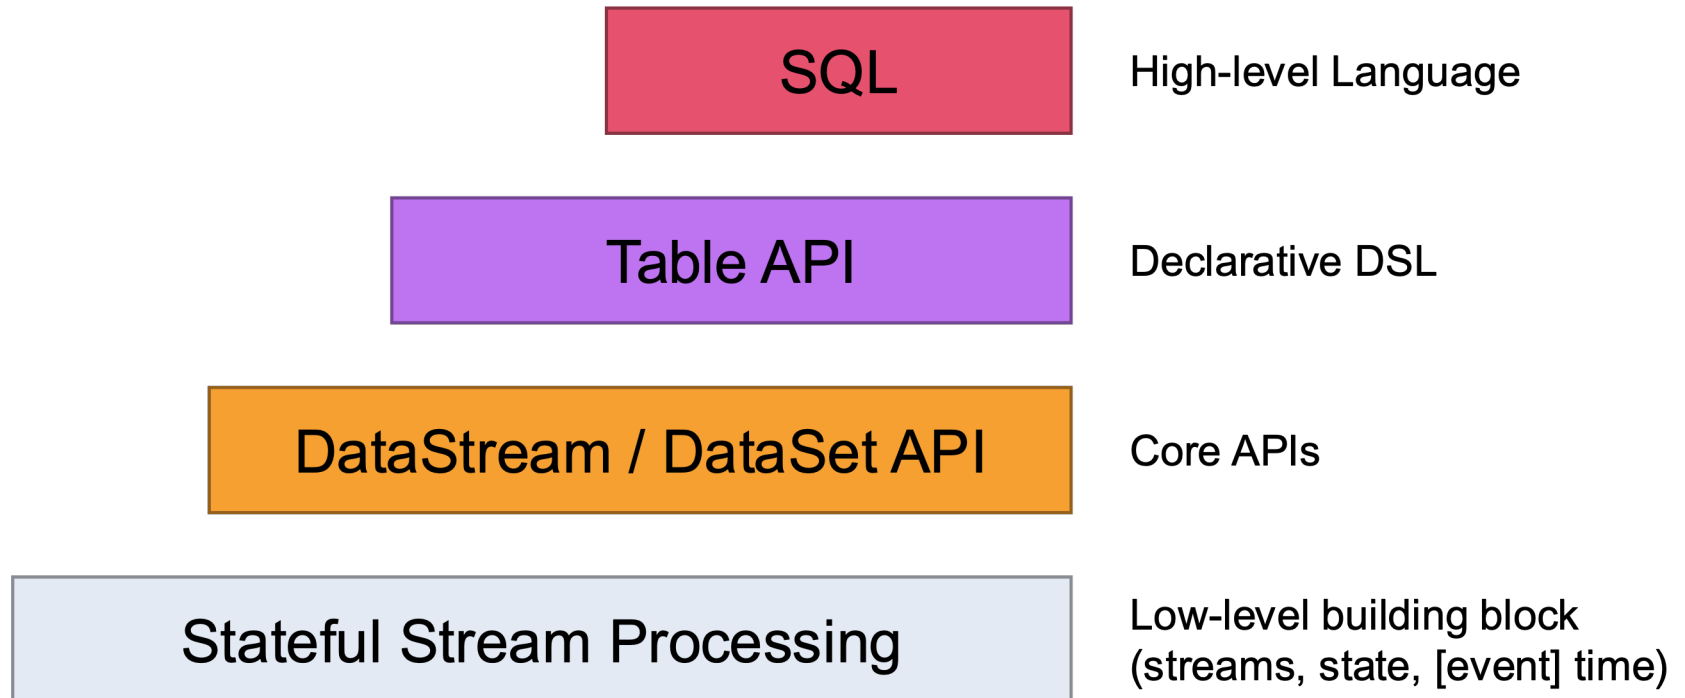 SQL
High-level Language
Table API
Declarative DSL
DataStream / DataSet API
Core APIs
Stateful Stream Processing
Low-level building block
(streams, state, [event] time)